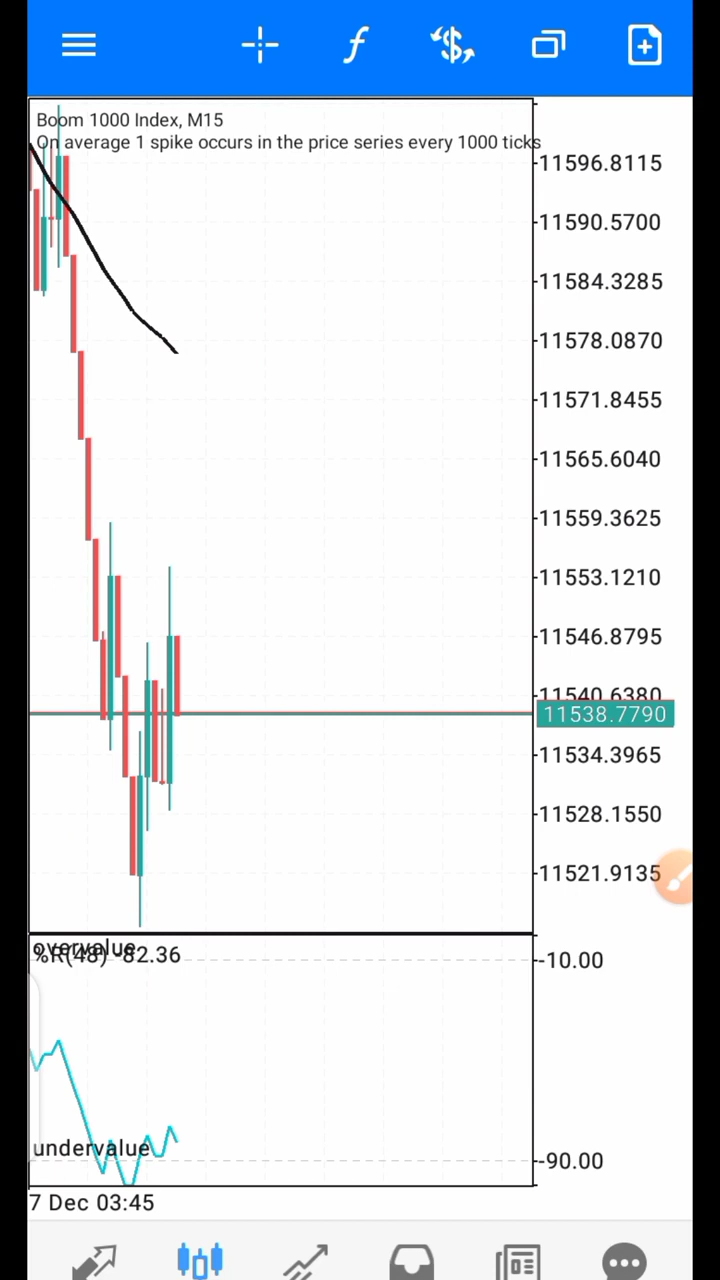 Boom 1000 Index, M15
On average 1 spike occurs in the price series every 1000 ticks
11596.8115
11590.5700
11584.3285
11578.0870
11571.8455
11565.6040
11559.3625
11553.1210
11546.8795
11540.6380
11538.7790
11534.3965
11528.1550
11521.9135
overvalue
%R(48) -82.36
-10.00
undervalue
-90.00
7 Dec 03:45